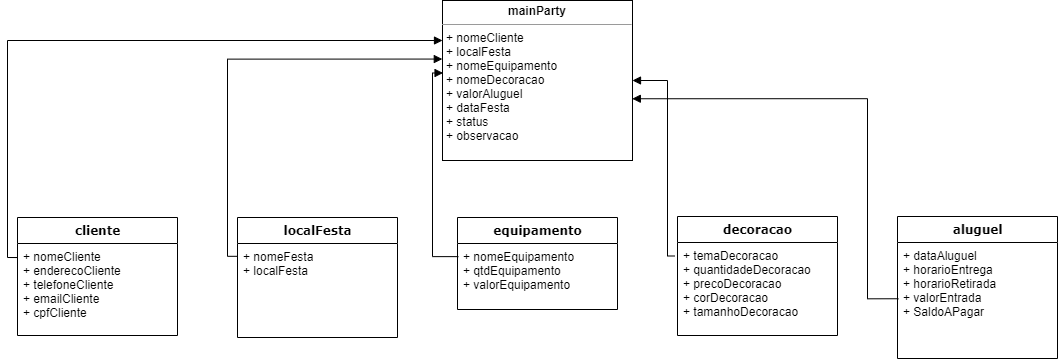 mainParty
+ nomeCliente
+ localFesta
+ nomeEquipamento
+ nomeDecoracao
+ valorAluguel
+ dataFesta
+ status
+ observacao
cliente
+ nomeCliente
+ enderecoCliente
+ telefoneCliente
+ emailCliente
+ cpfCliente
localFesta
+ nomeFesta
+ localFesta
equipamento
+ nomeEquipamento
+ qtdEquipamento
+ valorEquipamento
decoracao
+ temaDecoracao
+ quantidadeDecoracao
+ precoDecoracao
+ corDecoracao
+ tamanhoDecoracao
aluguel
+ dataAluguel
+ horarioEntrega
+ horarioRetirada
+ valorEntrada
+ SaldoAPagar